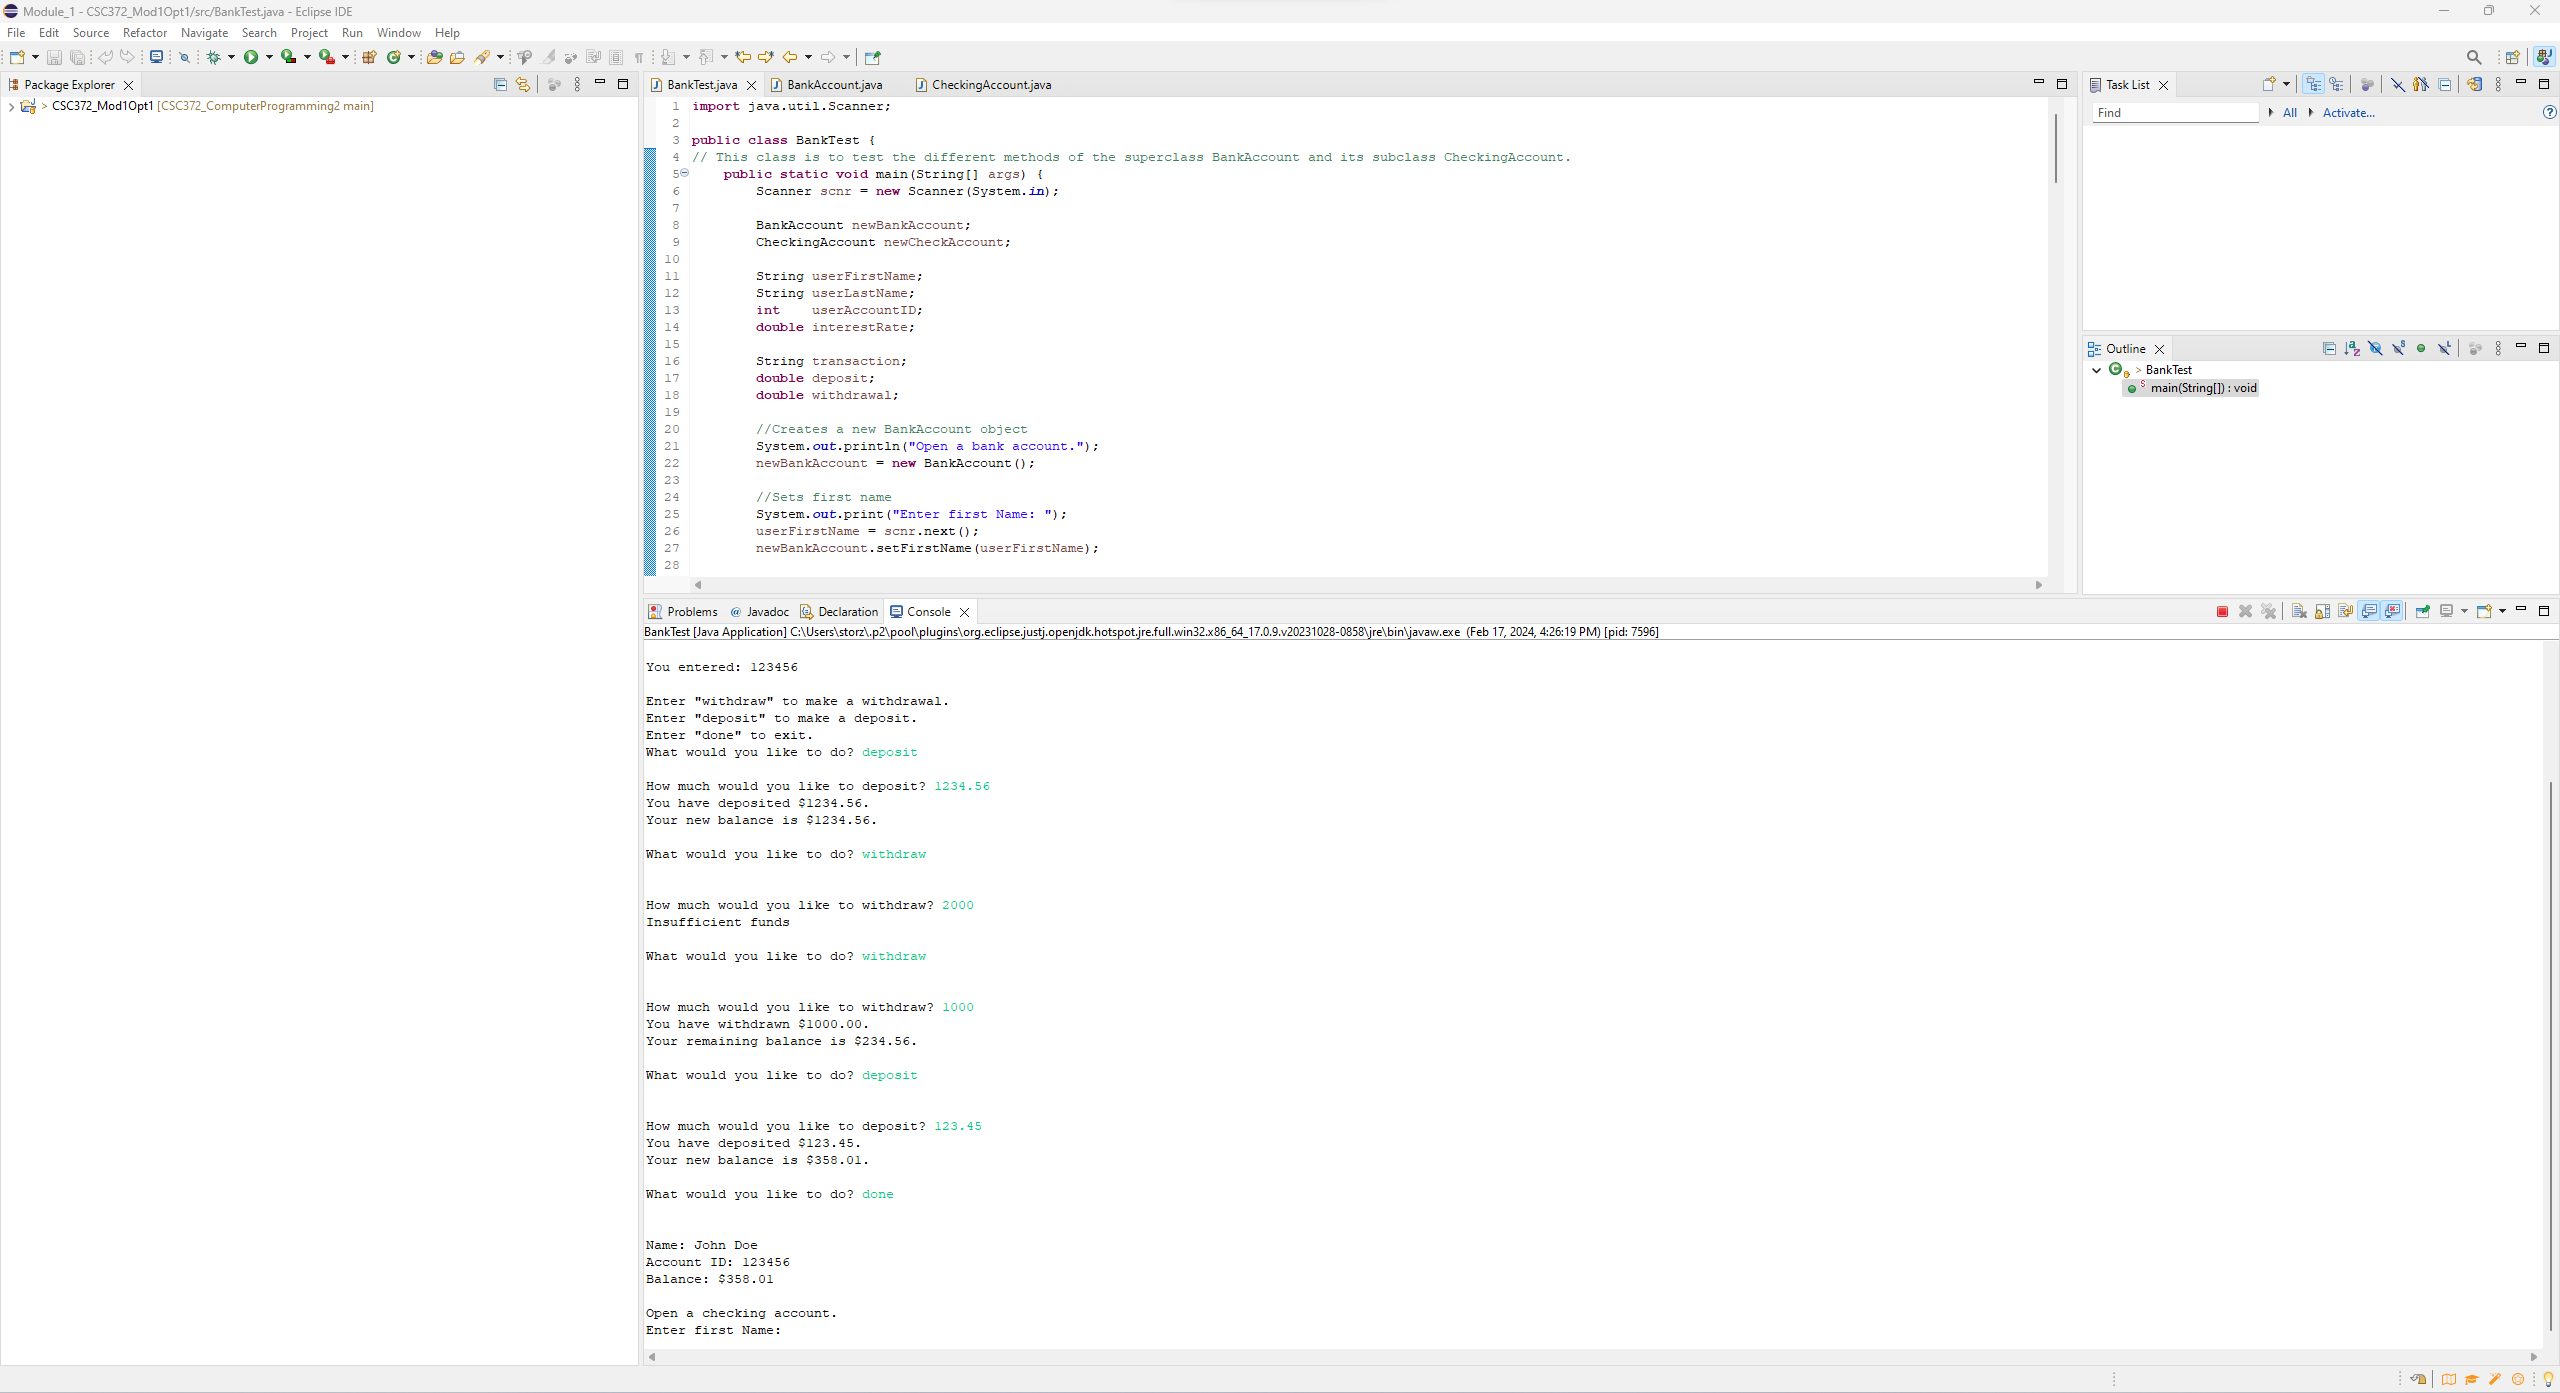 Module_1 - CSC372_Mod1Opt1/src/BankTest.java - Eclipse IDE
File Edit Source Refactor Navigate Search Project Run Window Help
Package Explorer
> CSC372_Mod1Opt1 [CSC372_ComputerProgramming2 main]
BankTest.java BankAccount.java CheckingAccount.java
1 import java.util.Scanner;
2
3 public class BankTest {
4 // This class is to test the different methods of the superclass BankAccount and its subclass CheckingAccount.
5 public static void main(String[] args) {
6 Scanner scnr = new Scanner(System.in);
7
8 BankAccount newBankAccount;
9 CheckingAccount newCheckAccount;
10
11 String userFirstName;
12 String userLastName;
13 int userAccountID;
14 double interestRate;
15
16 String transaction;
17 double deposit;
18 double withdrawal;
19
20 //Creates a new BankAccount object
21 System.out.println("Open a bank account.");
22 newBankAccount = new BankAccount();
23
24 //Sets first name
25 System.out.print("Enter first Name: ");
26 userFirstName = scnr.next();
27 newBankAccount.setFirstName(userFirstName);
28
Task List
Find All Activate...
Outline
> BankTest
main(String[]) : void
Problems Javadoc Declaration Console
BankTest [Java Application] C:\Users\storz\.p2\pool\plugins\org.eclipse.justj.openjdk.hotspot.jre.full.win32.x86_64_17.0.9.v20231028-0858\jre\bin\javaw.exe (Feb 17, 2024, 4:26:19 PM) [pid: 7596]
You entered: 123456
Enter "withdraw" to make a withdrawal.
Enter "deposit" to make a deposit.
Enter "done" to exit.
What would you like to do? deposit
How much would you like to deposit? 1234.56
You have deposited $1234.56.
Your new balance is $1234.56.
What would you like to do? withdraw
How much would you like to withdraw? 2000
Insufficient funds
What would you like to do? withdraw
How much would you like to withdraw? 1000
You have withdrawn $1000.00.
Your remaining balance is $234.56.
What would you like to do? deposit
How much would you like to deposit? 123.45
You have deposited $123.45.
Your new balance is $358.01.
What would you like to do? done
Name: John Doe
Account ID: 123456
Balance: $358.01
Open a checking account.
Enter first Name: